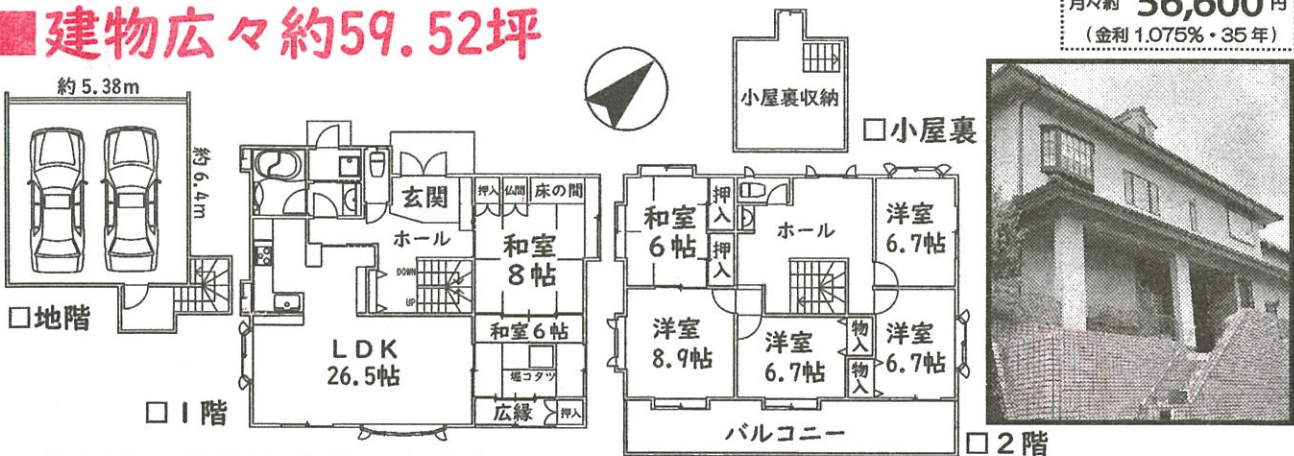 ■建物広々約59.52坪
月々約 56,600円
(金利1.075%・35年)
約5.38m
約6.4m
□地階
玄関
ホール
DOWN
UP
押入
仏間
床の間
和室
8帖
和室6帖
堀コタツ
広縁
押入
LDK
26.5帖
□1階
小屋裏収納
□小屋裏
和室
6帖
押入
押入
ホール
洋室
6.7帖
洋室
8.9帖
洋室
6.7帖
物入
物入
洋室
6.7帖
バルコニー
□2階